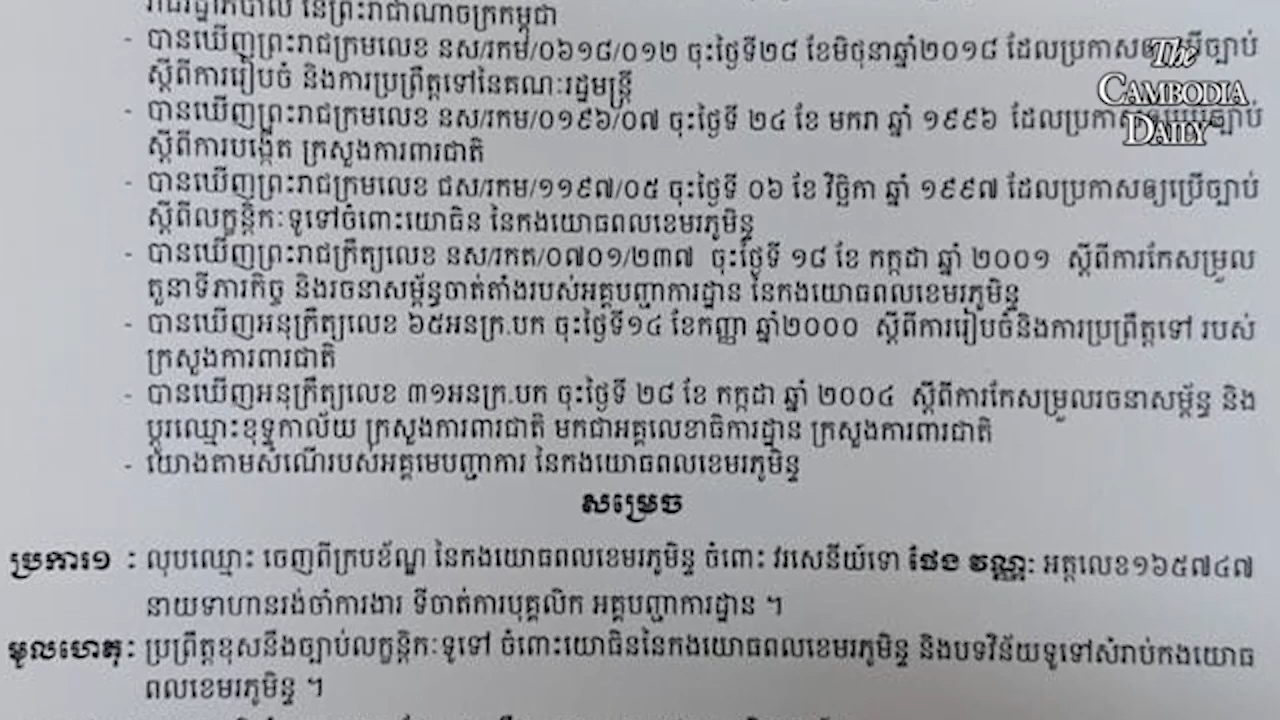 រាជរដ្ឋាភិបាល នៃព្រះរាជាណាចក្រកម្ពុជា
- បានឃើញព្រះរាជក្រមលេខ នស/រកម/០៦១៨/០១២ ចុះថ្ងៃទី២៨ ខែមិថុនាឆ្នាំ២០១៨ ដែលប្រកាសឲ្យប្រើច្បាប់
ស្តីពីការរៀបចំ និងការប្រព្រឹត្តទៅនៃគណៈរដ្ឋមន្ត្រី
- បានឃើញព្រះរាជក្រមលេខ នស/រកម/០១៩៦/០៧ ចុះថ្ងៃទី ២៤ ខែ មករា ឆ្នាំ ១៩៩៦ ដែលប្រកាសឲ្យប្រើច្បាប់
ស្តីពីការបង្កើត ក្រសួងការពារជាតិ
- បានឃើញព្រះរាជក្រមលេខ ជស/រកម/១១៩៧/០៥ ចុះថ្ងៃទី ០៦ ខែ វិច្ឆិកា ឆ្នាំ ១៩៩៧ ដែលប្រកាសឲ្យប្រើច្បាប់
ស្តីពីលក្ខន្តិកៈទូទៅចំពោះយោធិន នៃកងយោធពលខេមរភូមិន្ទ
- បានឃើញព្រះរាជក្រឹត្យលេខ នស/រកត/០៧០១/២៣៧ ចុះថ្ងៃទី ១៨ ខែ កក្កដា ឆ្នាំ ២០០១ ស្តីពីការកែសម្រួល
តួនាទីភារកិច្ច និងរចនាសម្ព័ន្ធចាត់តាំងរបស់អគ្គបញ្ជាការដ្ឋាន នៃកងយោធពលខេមរភូមិន្ទ
- បានឃើញអនុក្រឹត្យលេខ ៦៥អនក្រ.បក ចុះថ្ងៃទី១៤ ខែកញ្ញា ឆ្នាំ២០០០ ស្តីពីការរៀបចំនិងការប្រព្រឹត្តទៅ របស់
ក្រសួងការពារជាតិ
- បានឃើញអនុក្រឹត្យលេខ ៣១អនក្រ.បក ចុះថ្ងៃទី ២៨ ខែ កក្កដា ឆ្នាំ ២០០៤ ស្តីពីការកែសម្រួលរចនាសម្ព័ន្ធ និង
ប្តូរឈ្មោះខុទ្ទកាល័យ ក្រសួងការពារជាតិ មកជាអគ្គលេខាធិការដ្ឋាន ក្រសួងការពារជាតិ
- យោងតាមសំណើរបស់អគ្គមេបញ្ជាការ នៃកងយោធពលខេមរភូមិន្ទ
សម្រេច
ប្រការ១ : លុបឈ្មោះ ចេញពីក្របខ័ណ្ឌ នៃកងយោធពលខេមរភូមិន្ទ ចំពោះ វរសេនីយ៍ទោ ផែង វណ្ណៈ អត្តលេខ១៦៥៧៤៧
នាយទាហានរង់ចាំការងារ ទីចាត់ការបុគ្គលិក អគ្គបញ្ជាការដ្ឋាន ។
មូលហេតុ: ប្រព្រឹត្តខុសនឹងច្បាប់លក្ខន្តិកៈទូទៅ ចំពោះយោធិននៃកងយោធពលខេមរភូមិន្ទ និងបទវិន័យទូទៅសំរាប់កងយោធ
ពលខេមរភូមិន្ទ ។
The
CAMBODIA
DAILY